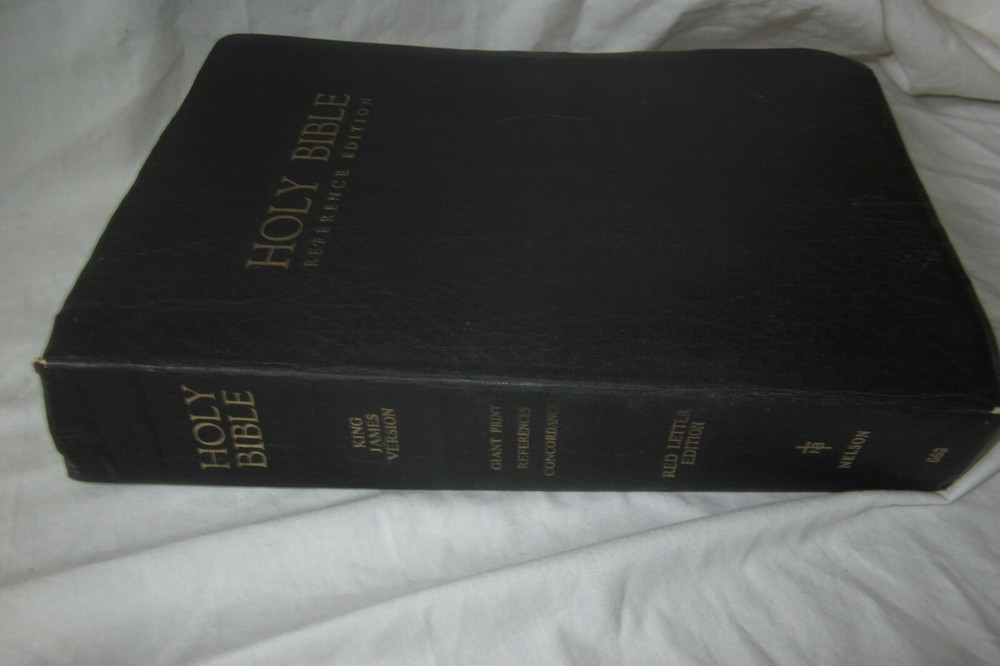 HOLY BIBLE
REFERENCE EDITION
HOLY
BIBLE
KING
JAMES
VERSION
GIANT PRINT
REFERENCES
CONCORDANCE
RED LETTER
EDITION
NELSON